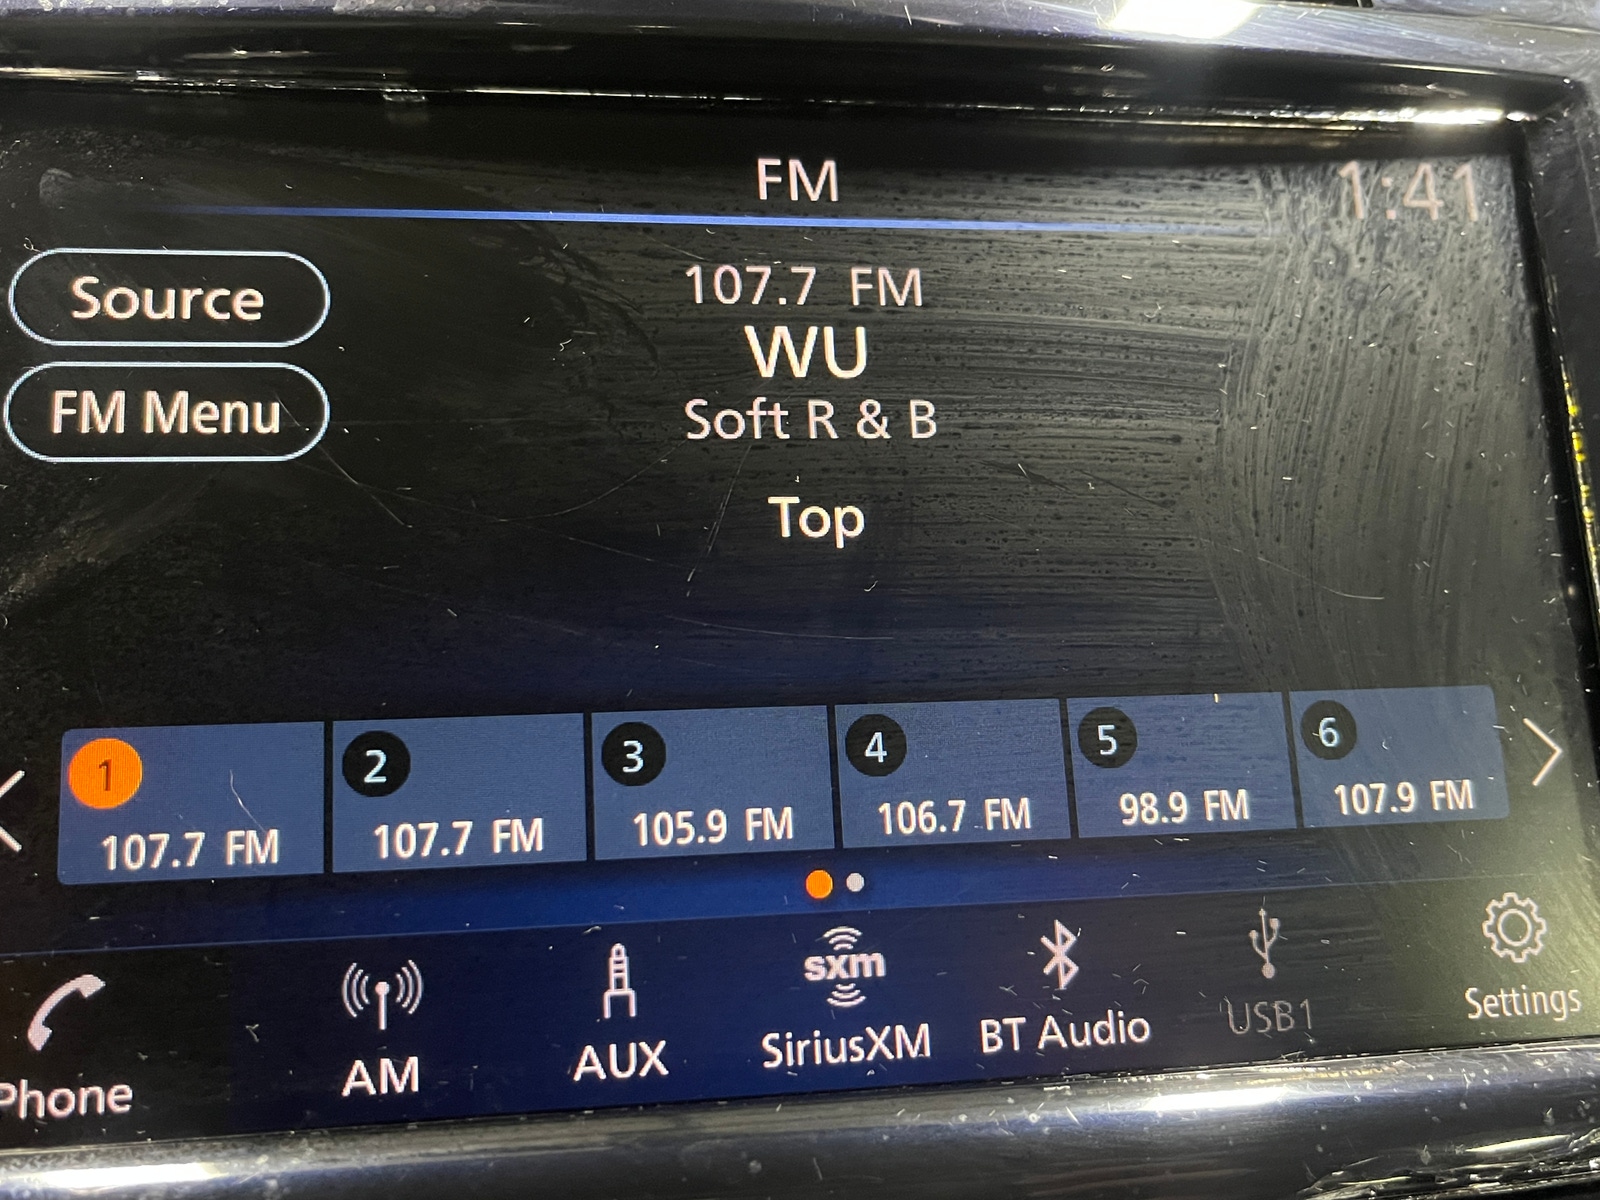 FM
1:41
Source
FM Menu
107.7 FM
WU
Soft R & B
Top
1
107.7 FM
2
107.7 FM
3
105.9 FM
4
106.7 FM
5
98.9 FM
6
107.9 FM
Phone
AM
AUX
sxm
SiriusXM
BT Audio
USB1
Settings